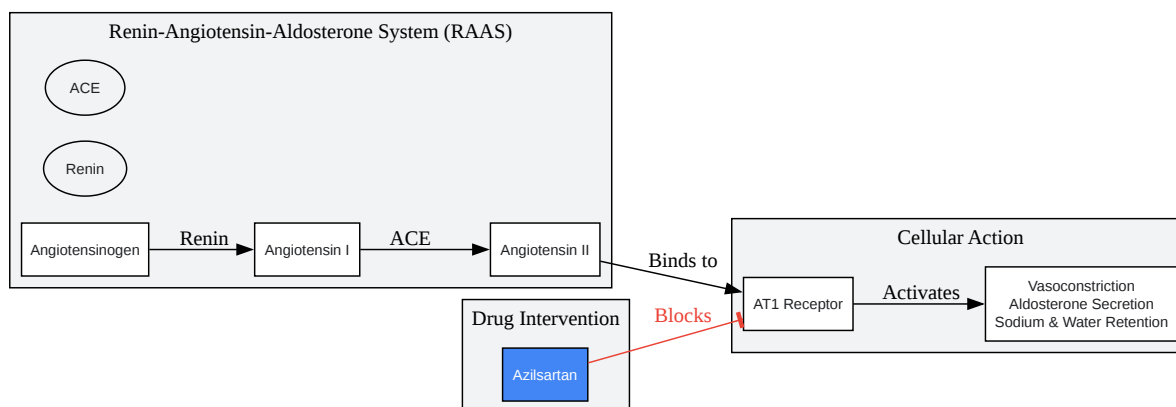 Renin-Angiotensin-Aldosterone System (RAAS)
ACE
Renin
Angiotensinogen
Renin
Angiotensin I
ACE
Angiotensin II
Binds to
Cellular Action
AT1 Receptor
Activates
Vasoconstriction
Aldosterone Secretion
Sodium & Water Retention
Drug Intervention
Blocks
Azilsartan